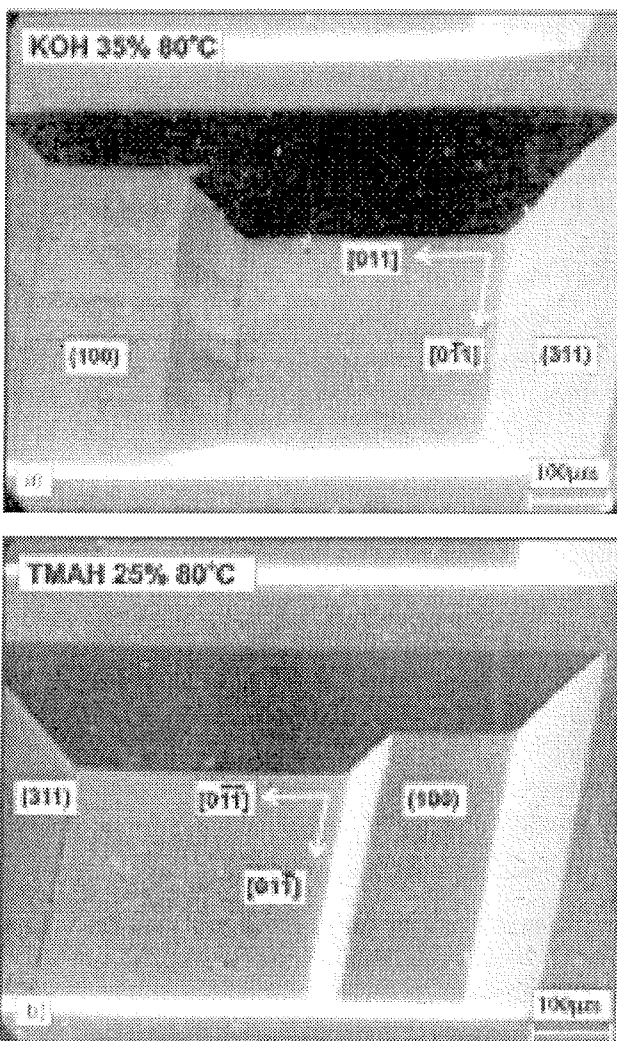 KOH 35% 80°C
[011]
(100)
[01̅1]
(311)
a)
100μm
TMAH 25% 80°C
(311)
[01̅1̅]
(100)
[011̅]
b)
100μm